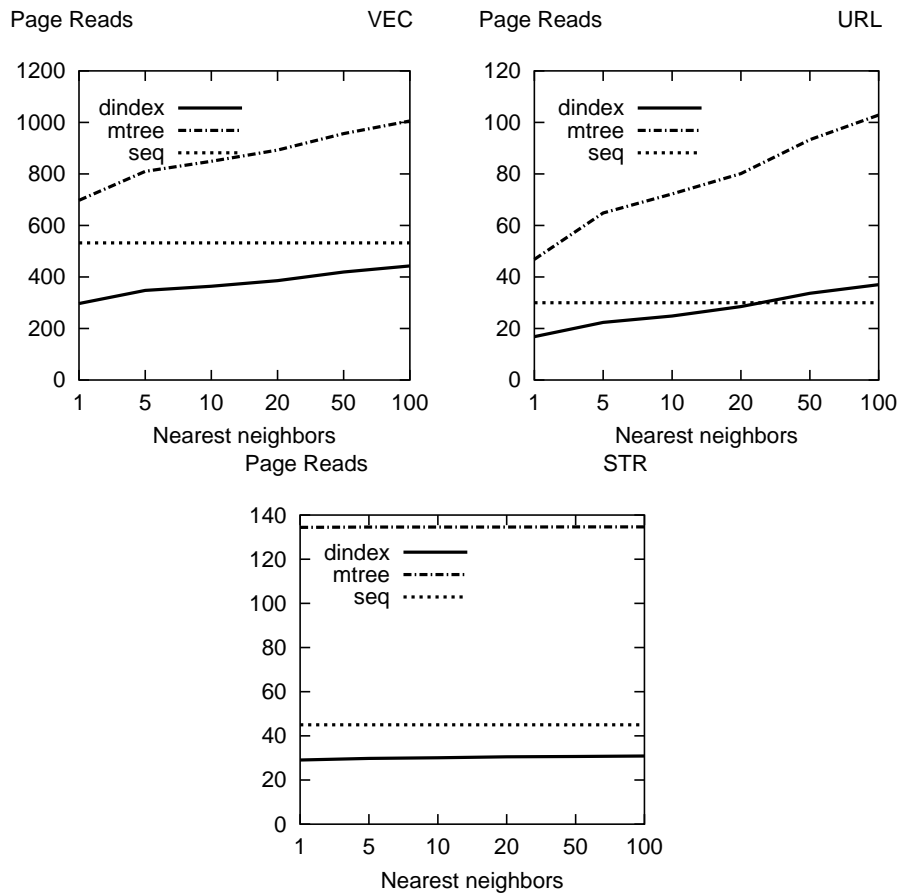 Page Reads VEC
1200
1000
800
600
400
200
0
dindex
mtree
seq
1 5 10 20 50 100
Nearest neighbors
Page Reads URL
120
100
80
60
40
20
0
dindex
mtree
seq
1 5 10 20 50 100
Nearest neighbors
Page Reads STR
140
120
100
80
60
40
20
0
dindex
mtree
seq
1 5 10 20 50 100
Nearest neighbors